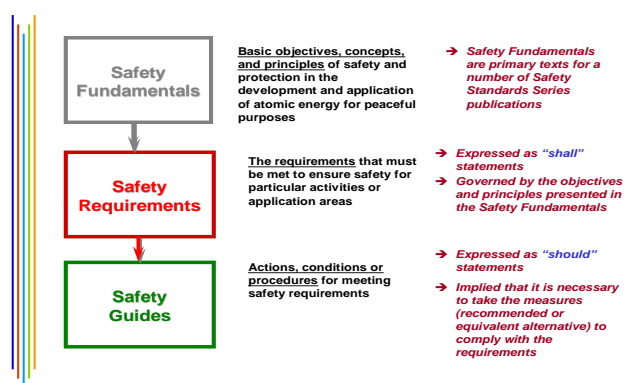 Safety
Fundamentals
Basic objectives, concepts,
and principles of safety and
protection in the
development and application
of atomic energy for peaceful
purposes
➔ Safety Fundamentals
are primary texts for a
number of Safety
Standards Series
publications
Safety
Requirements
The requirements that must
be met to ensure safety for
particular activities or
application areas
➔ Expressed as “shall”
statements
➔ Governed by the objectives
and principles presented in
the Safety Fundamentals
Safety
Guides
Actions, conditions or
procedures for meeting
safety requirements
➔ Expressed as “should”
statements
➔ Implied that it is necessary
to take the measures
(recommended or
equivalent alternative) to
comply with the
requirements